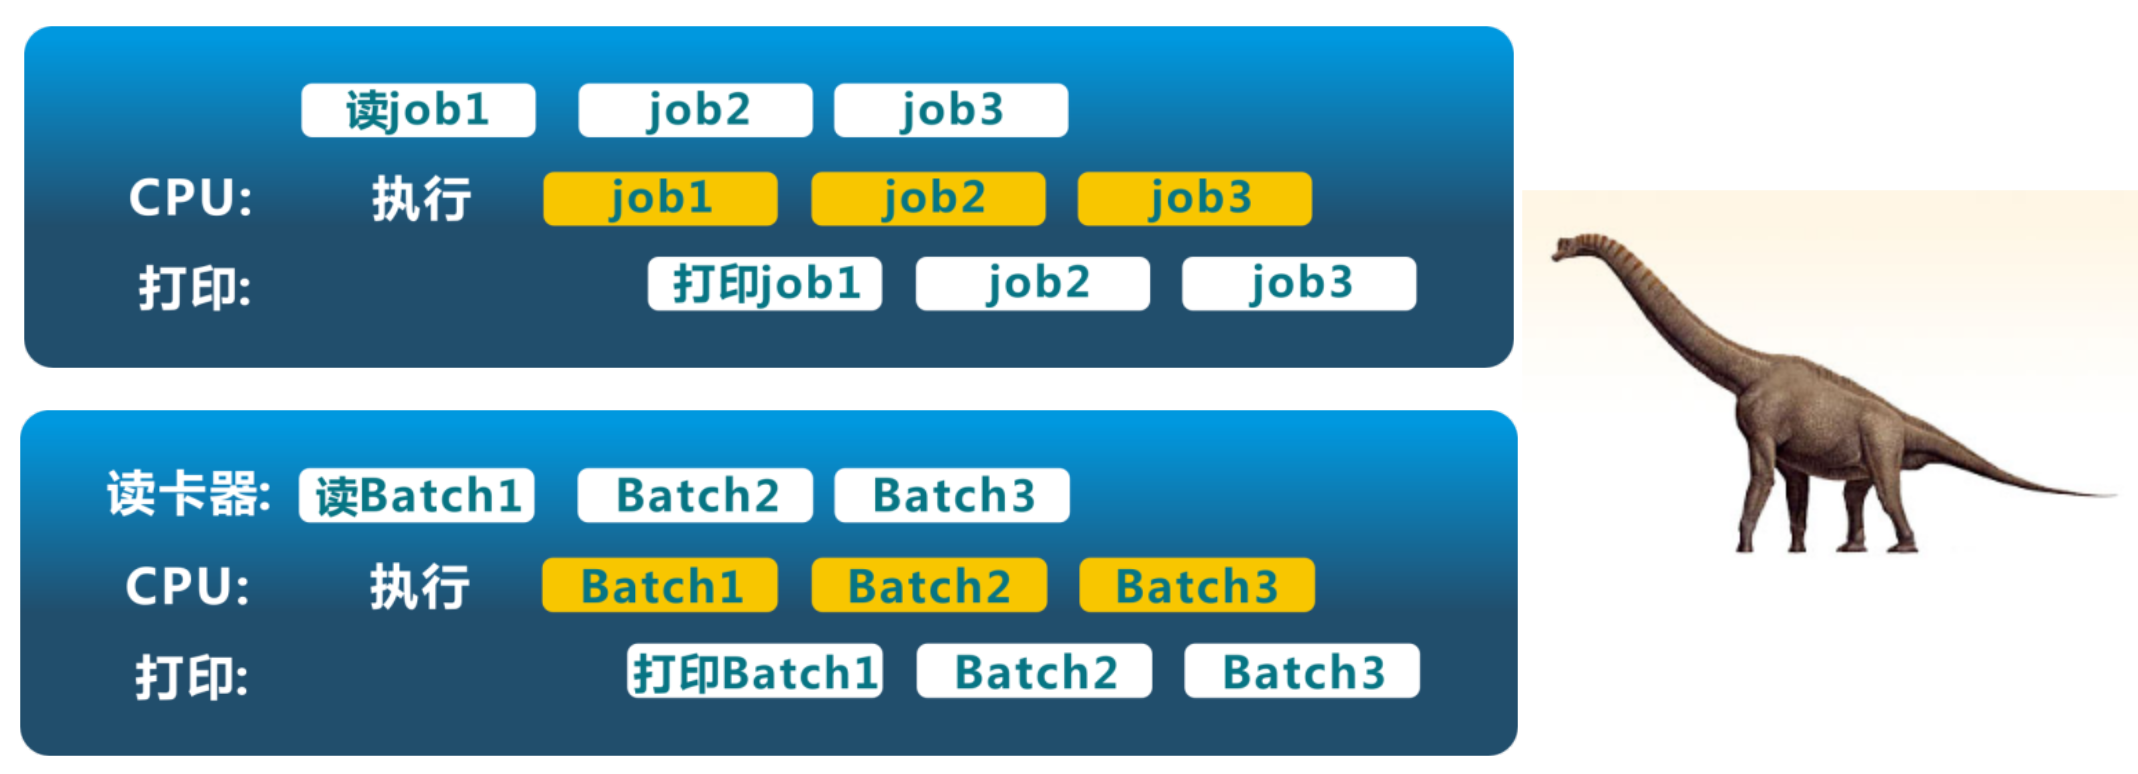 读job1 job2 job3
CPU: 执行 job1 job2 job3
打印: 打印job1 job2 job3
读卡器: 读Batch1 Batch2 Batch3
CPU: 执行 Batch1 Batch2 Batch3
打印: 打印Batch1 Batch2 Batch3